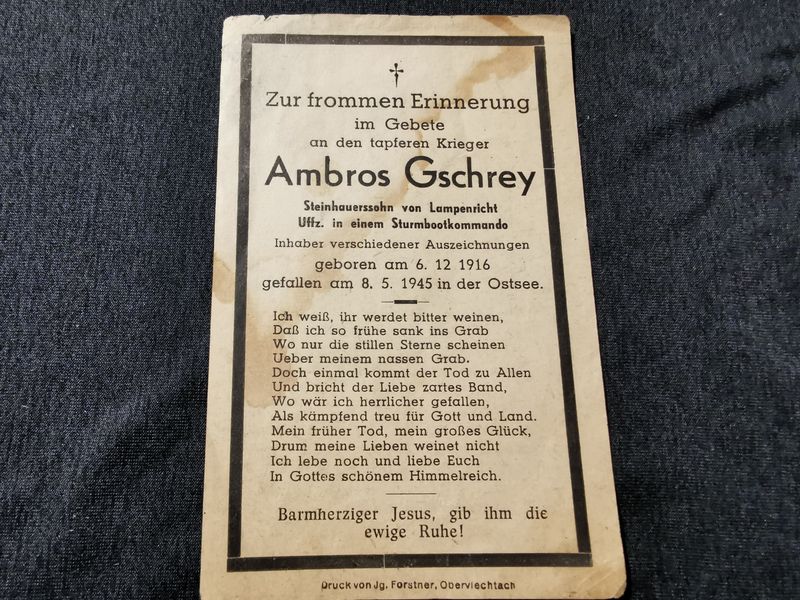 †
Zur frommen Erinnerung
im Gebete
an den tapferen Krieger
Ambros Gschrey
Steinhauerssohn von Lampenricht
Uffz. in einem Sturmbootkommando
Inhaber verschiedener Auszeichnungen
geboren am 6. 12 1916
gefallen am 8. 5. 1945 in der Ostsee.
Ich weiß, ihr werdet bitter weinen,
Daß ich so frühe sank ins Grab
Wo nur die stillen Sterne scheinen
Ueber meinem nassen Grab.
Doch einmal kommt der Tod zu Allen
Und bricht der Liebe zartes Band,
Wo wär ich herrlicher gefallen,
Als kämpfend treu für Gott und Land.
Mein früher Tod, mein großes Glück,
Drum meine Lieben weinet nicht
Ich lebe noch und liebe Euch
In Gottes schönem Himmelreich.
Barmherziger Jesus, gib ihm die
ewige Ruhe!
Druck von Jg. Forstner, Oberviechtach